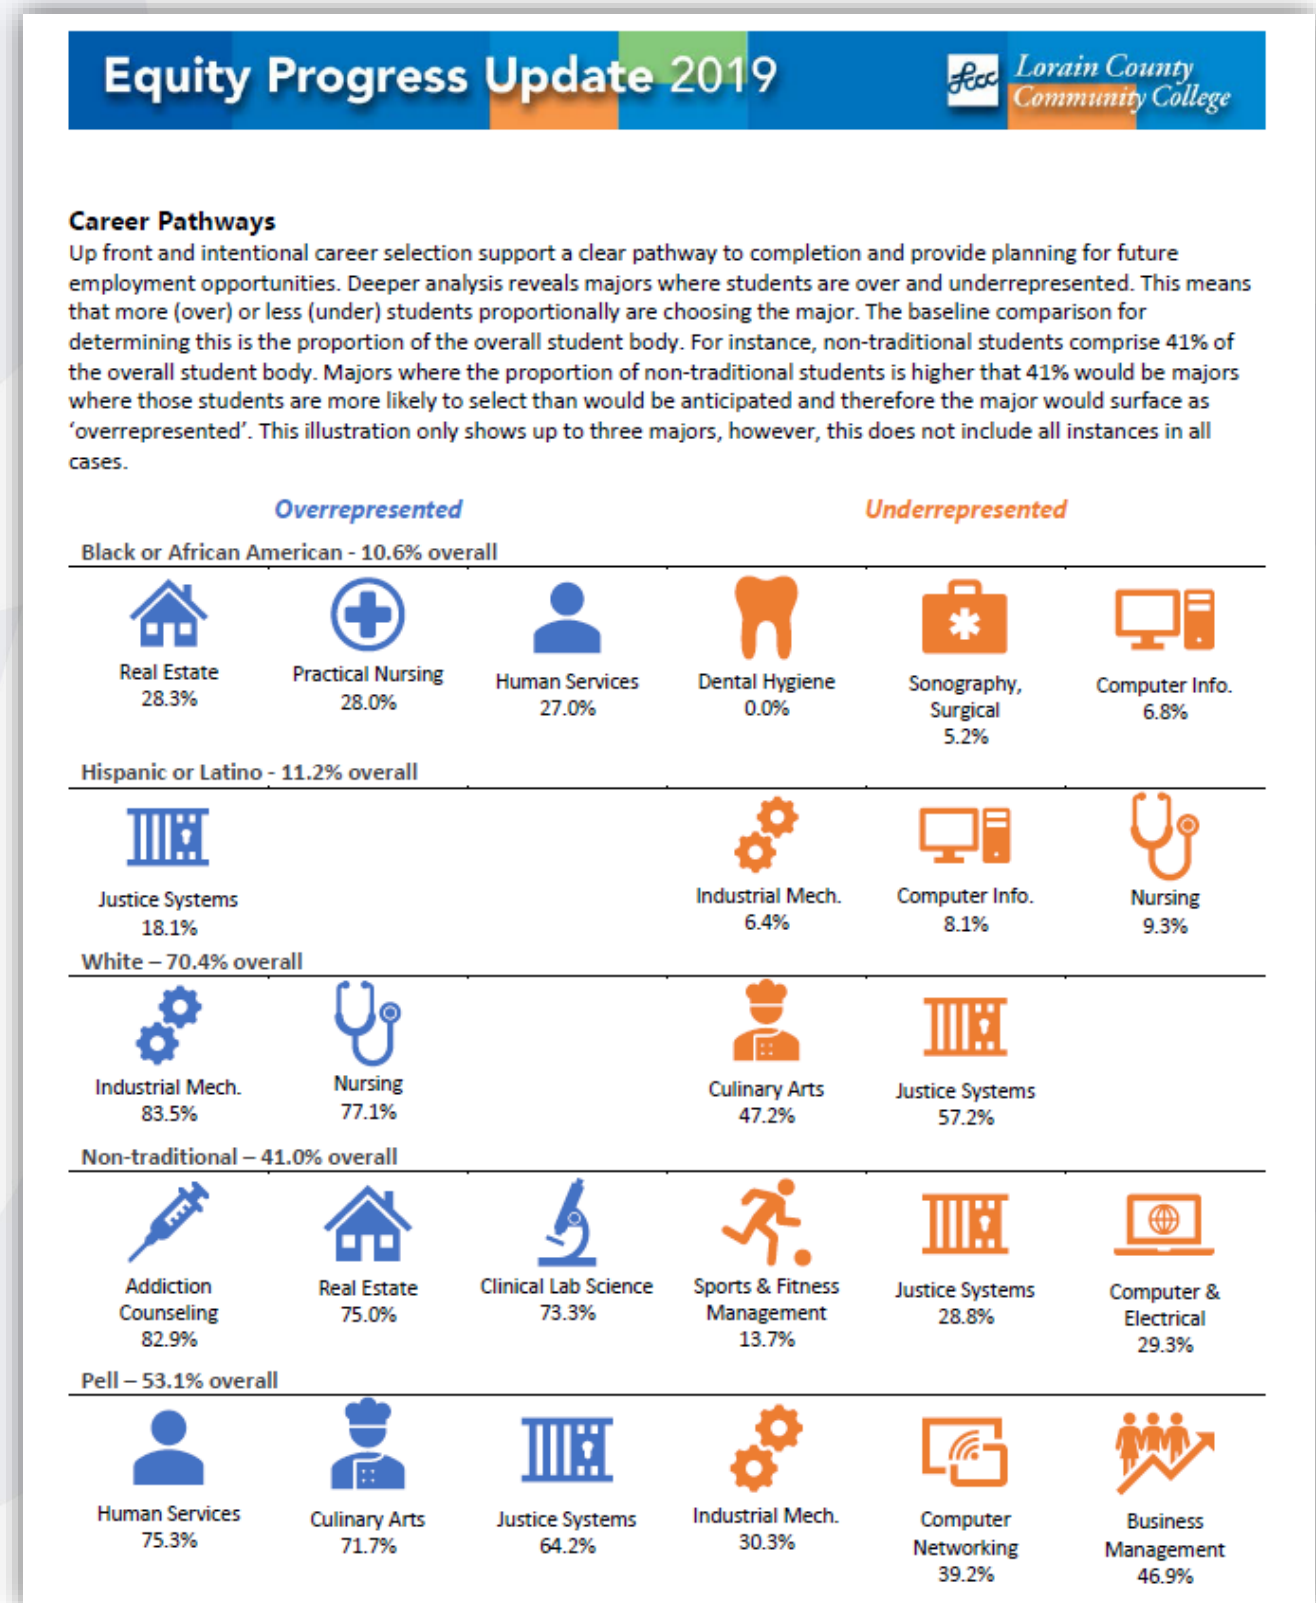 Equity Progress Update 2019
lccc
Lorain County
Community College
Career Pathways
Up front and intentional career selection support a clear pathway to completion and provide planning for future
employment opportunities. Deeper analysis reveals majors where students are over and underrepresented. This means
that more (over) or less (under) students proportionally are choosing the major. The baseline comparison for
determining this is the proportion of the overall student body. For instance, non-traditional students comprise 41% of
the overall student body. Majors where the proportion of non-traditional students is higher that 41% would be majors
where those students are more likely to select than would be anticipated and therefore the major would surface as
‘overrepresented’. This illustration only shows up to three majors, however, this does not include all instances in all
cases.
Overrepresented
Underrepresented
Black or African American - 10.6% overall
Real Estate
28.3%
Practical Nursing
28.0%
Human Services
27.0%
Dental Hygiene
0.0%
Sonography,
Surgical
5.2%
Computer Info.
6.8%
Hispanic or Latino - 11.2% overall
Justice Systems
18.1%
Industrial Mech.
6.4%
Computer Info.
8.1%
Nursing
9.3%
White – 70.4% overall
Industrial Mech.
83.5%
Nursing
77.1%
Culinary Arts
47.2%
Justice Systems
57.2%
Non-traditional – 41.0% overall
Addiction
Counseling
82.9%
Real Estate
75.0%
Clinical Lab Science
73.3%
Sports & Fitness
Management
13.7%
Justice Systems
28.8%
Computer &
Electrical
29.3%
Pell – 53.1% overall
Human Services
75.3%
Culinary Arts
71.7%
Justice Systems
64.2%
Industrial Mech.
30.3%
Computer
Networking
39.2%
Business
Management
46.9%